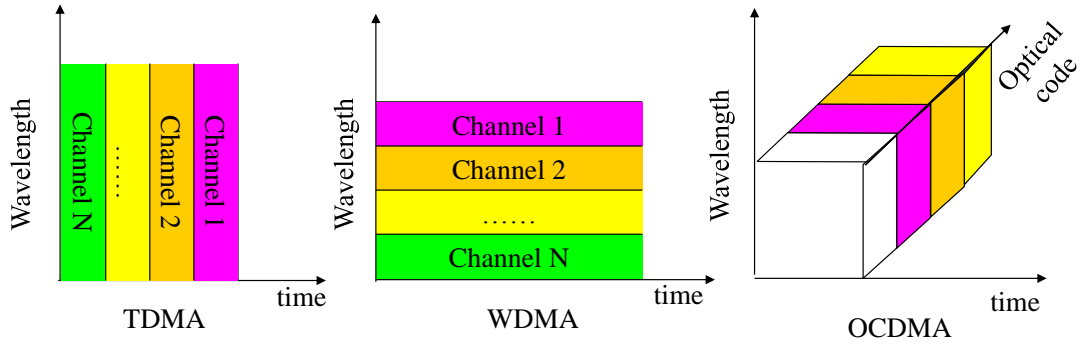 Wavelength
Channel N
......
Channel 2
Channel 1
time
TDMA
Wavelength
Channel 1
Channel 2
......
Channel N
time
WDMA
Wavelength
Optical
code
time
OCDMA